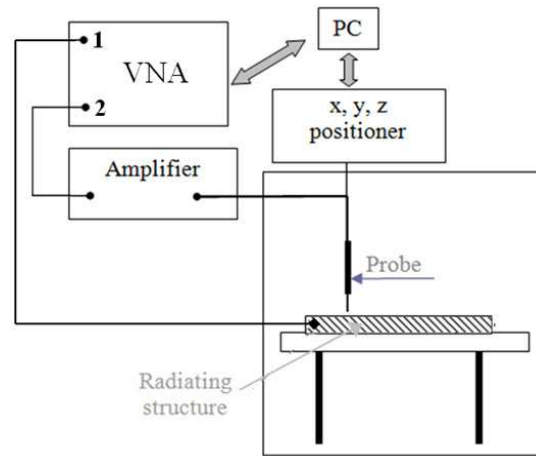 1
VNA
2
PC
x, y, z
positioner
Amplifier
Probe
Radiating
structure